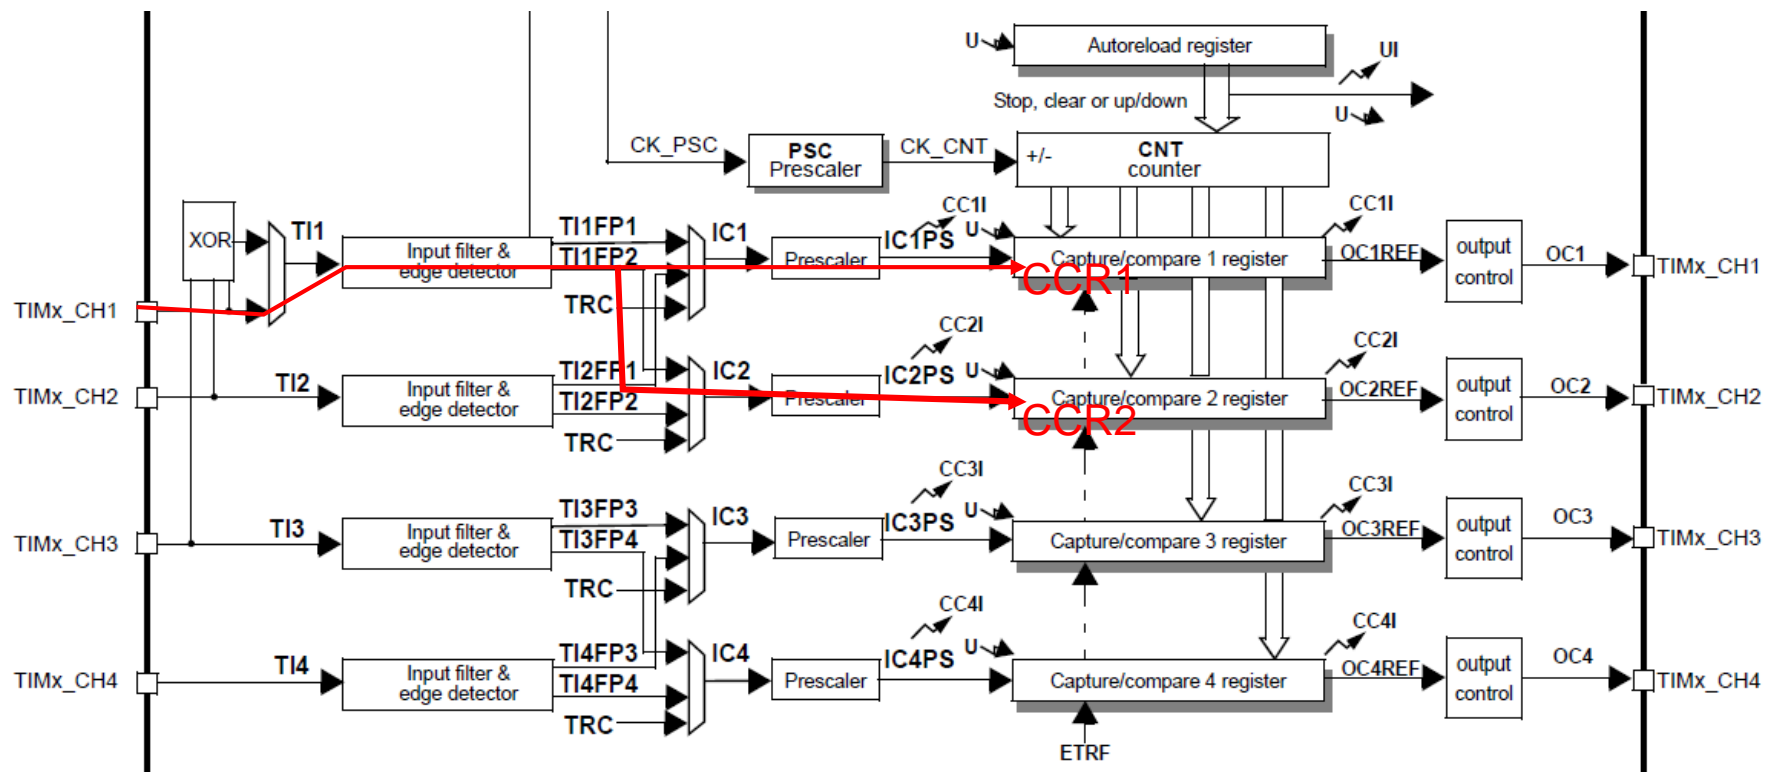 U
Autoreload register
UI
Stop, clear or up/down
U
CK_PSC
PSC
Prescaler
CK_CNT
+/-
CNT
counter
XOR
TI1
Input filter &
edge detector
TI1FP1
TI1FP2
TRC
IC1
Prescaler
CC1I
IC1PS
U
Capture/compare 1 register
CCR1
CC1I
OC1REF
output
control
OC1
TIMx_CH1
TIMx_CH1
TIMx_CH2
TI2
Input filter &
edge detector
TI2FP1
TI2FP2
TRC
IC2
Prescaler
CC2I
IC2PS
U
Capture/compare 2 register
CCR2
CC2I
OC2REF
output
control
OC2
TIMx_CH2
TIMx_CH3
TI3
Input filter &
edge detector
TI3FP3
TI3FP4
TRC
IC3
Prescaler
CC3I
IC3PS
U
Capture/compare 3 register
CC3I
OC3REF
output
control
OC3
TIMx_CH3
TIMx_CH4
TI4
Input filter &
edge detector
TI4FP3
TI4FP4
TRC
IC4
Prescaler
CC4I
IC4PS
U
Capture/compare 4 register
CC4I
OC4REF
output
control
OC4
TIMx_CH4
ETRF